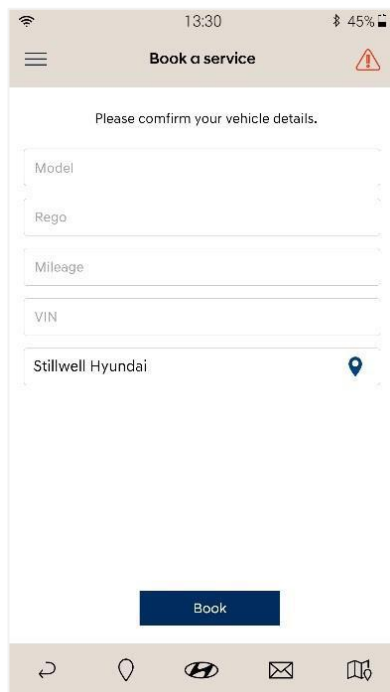 13:30
45%
Book a service
Please comfirm your vehicle details.
Model
Rego
Mileage
VIN
Stillwell Hyundai
Book